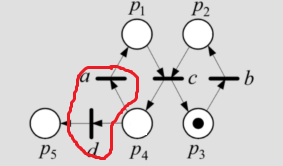 p₁ p₂
a c b
p₅ d p₄ p₃